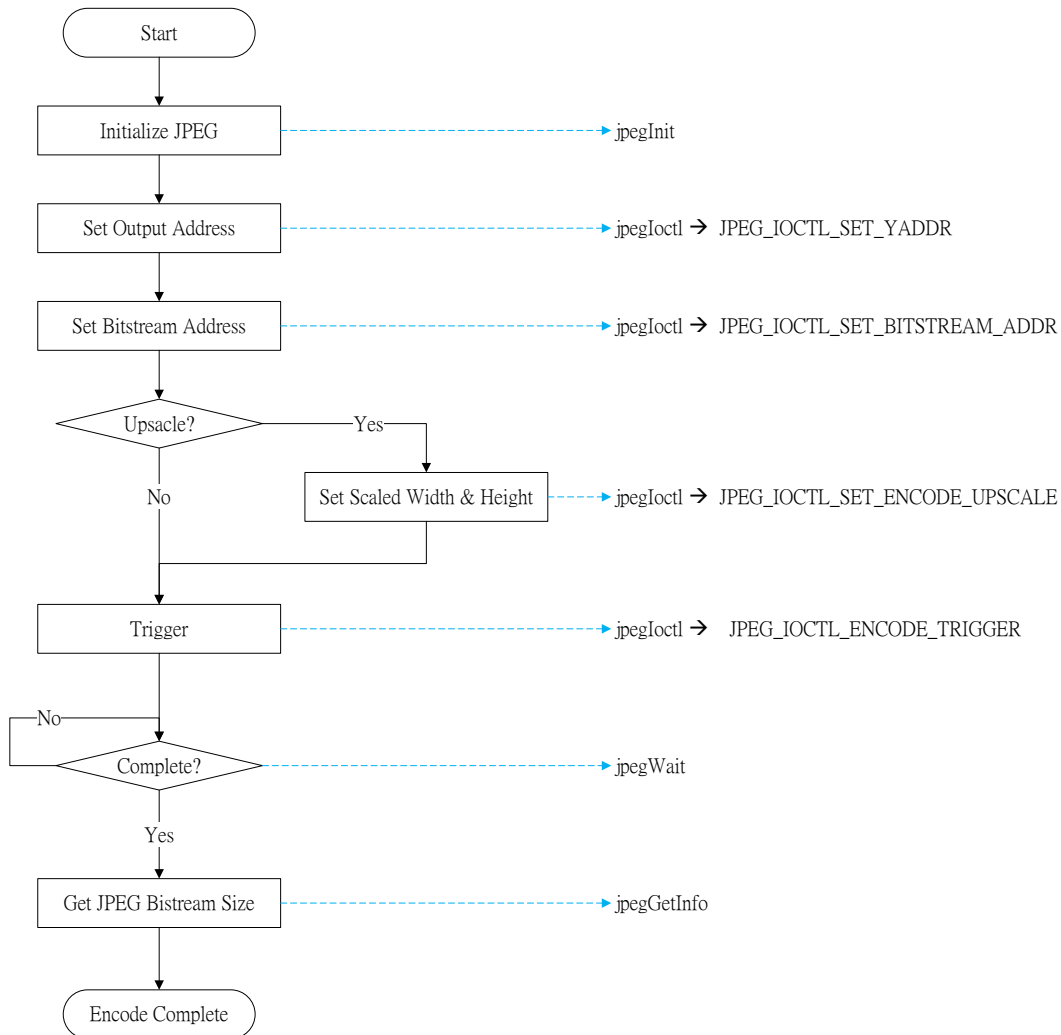 Start
Initialize JPEG
jpegInit
Set Output Address
jpegIoctl → JPEG_IOCTL_SET_YADDR
Set Bitstream Address
jpegIoctl → JPEG_IOCTL_SET_BITSTREAM_ADDR
Upsacle?
Yes
No
Set Scaled Width & Height
jpegIoctl → JPEG_IOCTL_SET_ENCODE_UPSCALE
Trigger
jpegIoctl → JPEG_IOCTL_ENCODE_TRIGGER
No
Complete?
jpegWait
Yes
Get JPEG Bistream Size
jpegGetInfo
Encode Complete